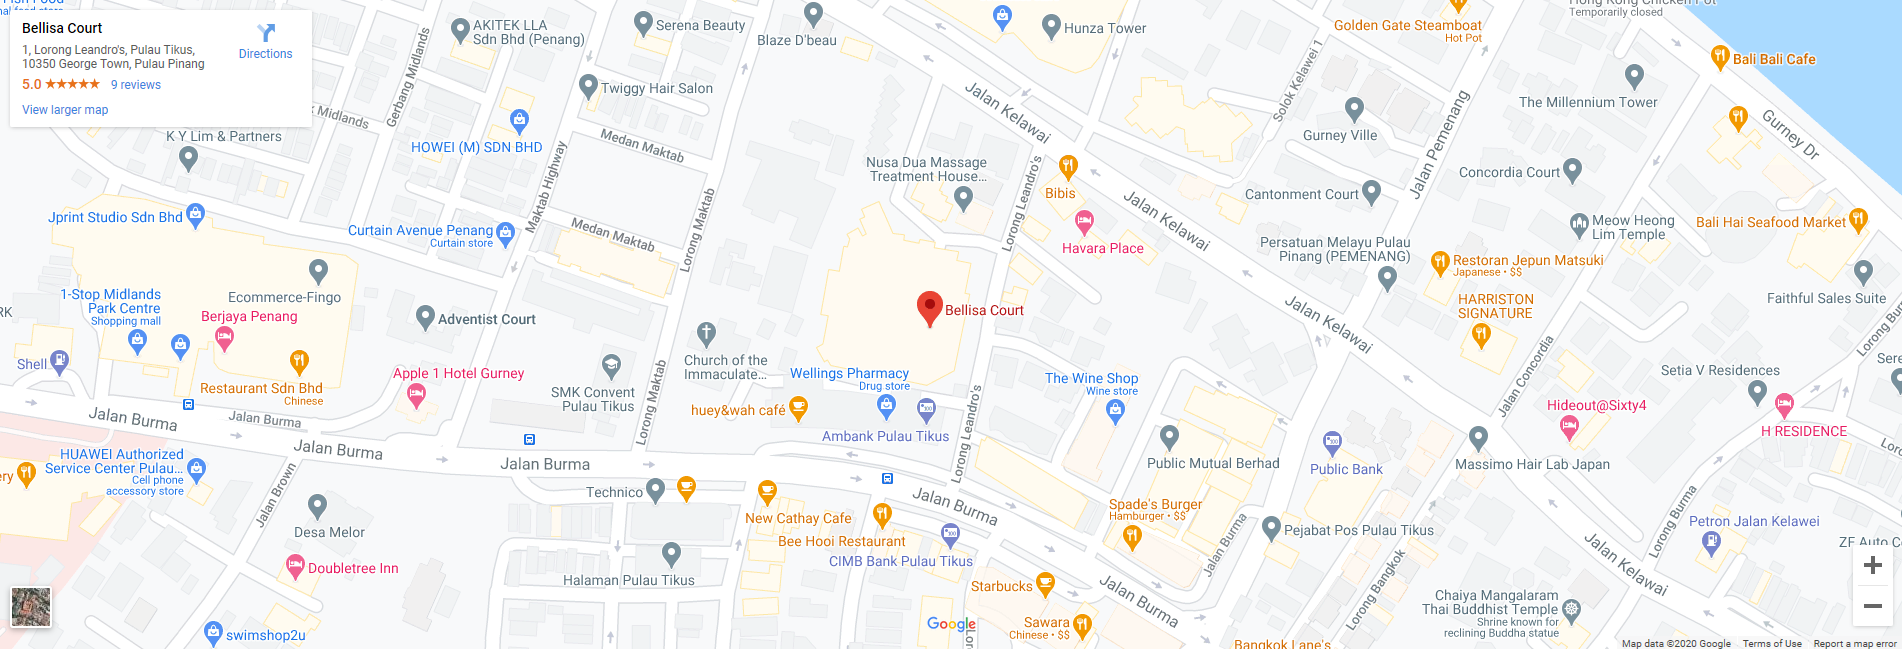 Bellisa Court
1, Lorong Leandro's, Pulau Tikus,
10350 George Town, Pulau Pinang
5.0
9 reviews
View larger map
Directions
AKITEK LLA
Sdn Bhd (Penang)
Serena Beauty
Blaze D'beau
Hunza Tower
Golden Gate Steamboat
Hot Pot
Hong Kong Chicken Pot
Temporarily closed
Bali Bali Cafe
Gerbang Midlands
Midlands
K Y Lim & Partners
HOWEI (M) SDN BHD
Twiggy Hair Salon
Medan Maktab
Maktab Highway
Jalan Kelawai
Solok Kelawei 1
Gurney Ville
The Millennium Tower
Gurney Dr
Jalan Pemenang
Concordia Court
Cantonment Court
Nusa Dua Massage
Treatment House...
Bibis
Lorong Leandro's
Jalan Kelawai
Havara Place
Persatuan Melayu Pulau
Pinang (PEMENANG)
Meow Heong
Lim Temple
Bali Hai Seafood Market
Restoran Jepun Matsuki
Japanese • $$
HARRISTON
SIGNATURE
Faithful Sales Suite
Jprint Studio Sdn Bhd
Curtain Avenue Penang
Curtain store
Medan Maktab
Lorong Maktab
Ecommerce-Fingo
1-Stop Midlands
Park Centre
Shopping mall
Berjaya Penang
Adventist Court
Bellisa Court
Jalan Kelawai
Shell
Restaurant Sdn Bhd
Chinese
Apple 1 Hotel Gurney
Church of the
Immaculate...
SMK Convent
Pulau Tikus
Lorong Maktab
Wellings Pharmacy
Drug store
huey&wah café
Ambank Pulau Tikus
The Wine Shop
Wine store
Lorong Leandro's
Jalan Concordia
Setia V Residences
Hideout@Sixty4
H RESIDENCE
Jalan Burma
Jalan Burma
Jalan Burma
Jalan Burma
HUAWEI Authorized
Service Center Pulau...
Cell phone
accessory store
Jalan Brown
Desa Melor
Doubletree Inn
swimshop2u
Technico
New Cathay Cafe
Bee Hooi Restaurant
CIMB Bank Pulau Tikus
Halaman Pulau Tikus
Jalan Burma
Public Mutual Berhad
Spade's Burger
Hamburger • $$
Public Bank
Massimo Hair Lab Japan
Pejabat Pos Pulau Tikus
Jalan Burma
Lorong Bangkok
Lorong Burma
Petron Jalan Kelawei
ZF Auto
Jalan Kelawai
Starbucks
Jalan Burma
Sawara
Chinese • $$
Bangkok Lane's
Chaiya Mangalaram
Thai Buddhist Temple
Shrine known for
reclining Buddha statue
Google
Map data ©2020 Google
Terms of Use
Report a map error